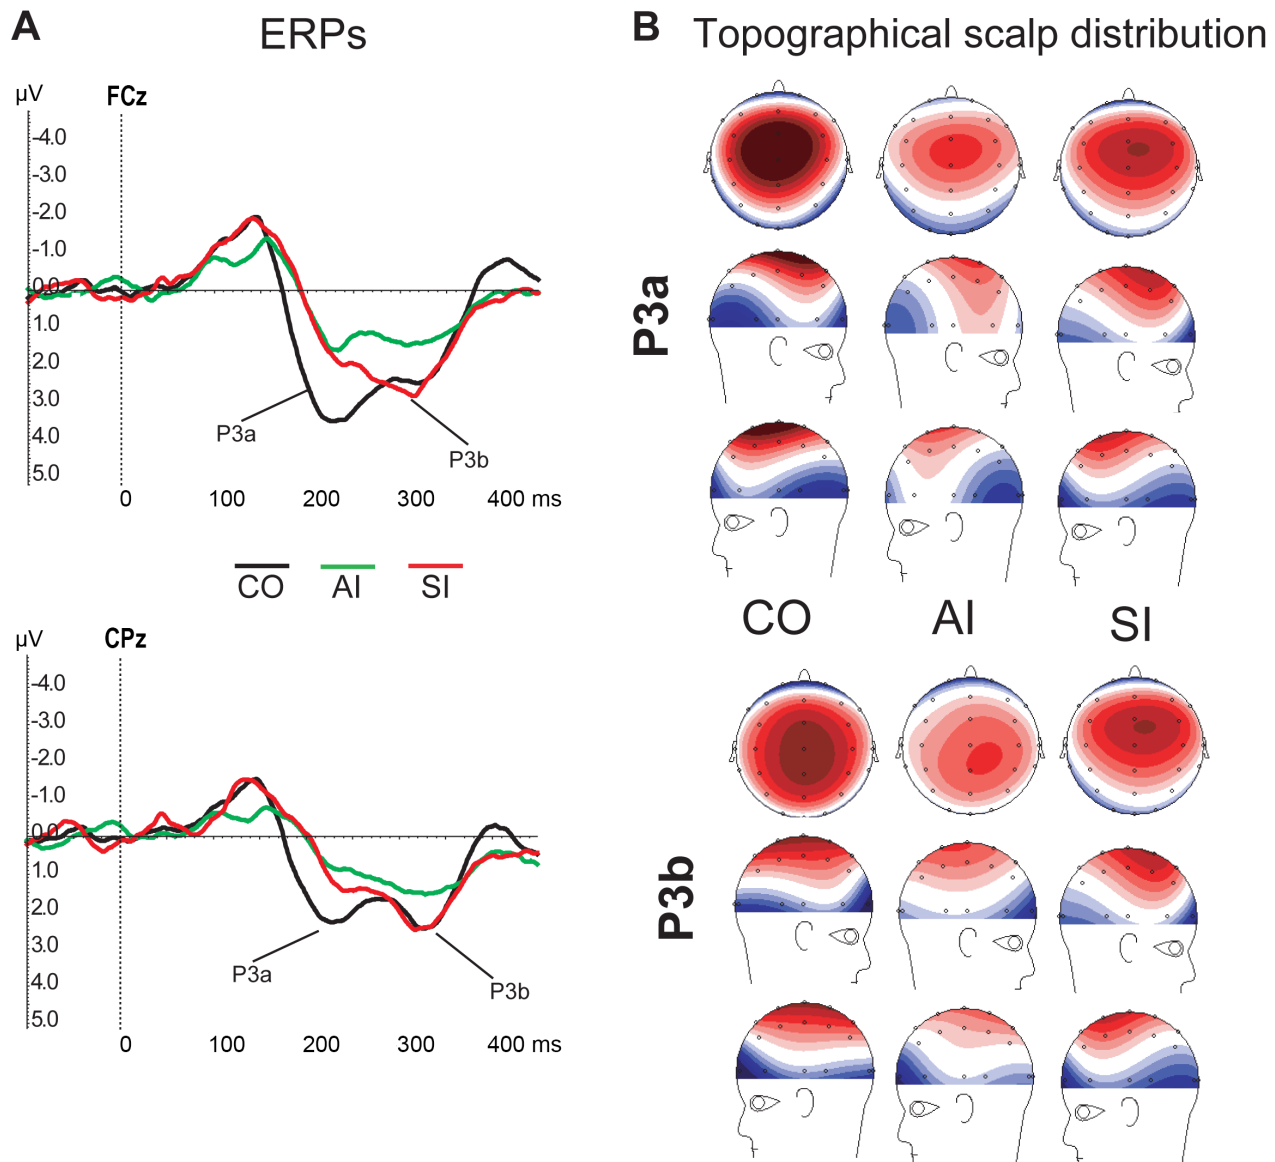 A
ERPs
B
Topographical scalp distribution
µV
FCz
-4.0
-3.0
-2.0
-1.0
0.0
1.0
2.0
3.0
4.0
5.0
P3a
P3b
0 100 200 300 400 ms
CO AI SI
µV
CPz
-4.0
-3.0
-2.0
-1.0
0.0
1.0
2.0
3.0
4.0
5.0
P3a
P3b
0 100 200 300 400 ms
P3a
CO AI SI
P3b